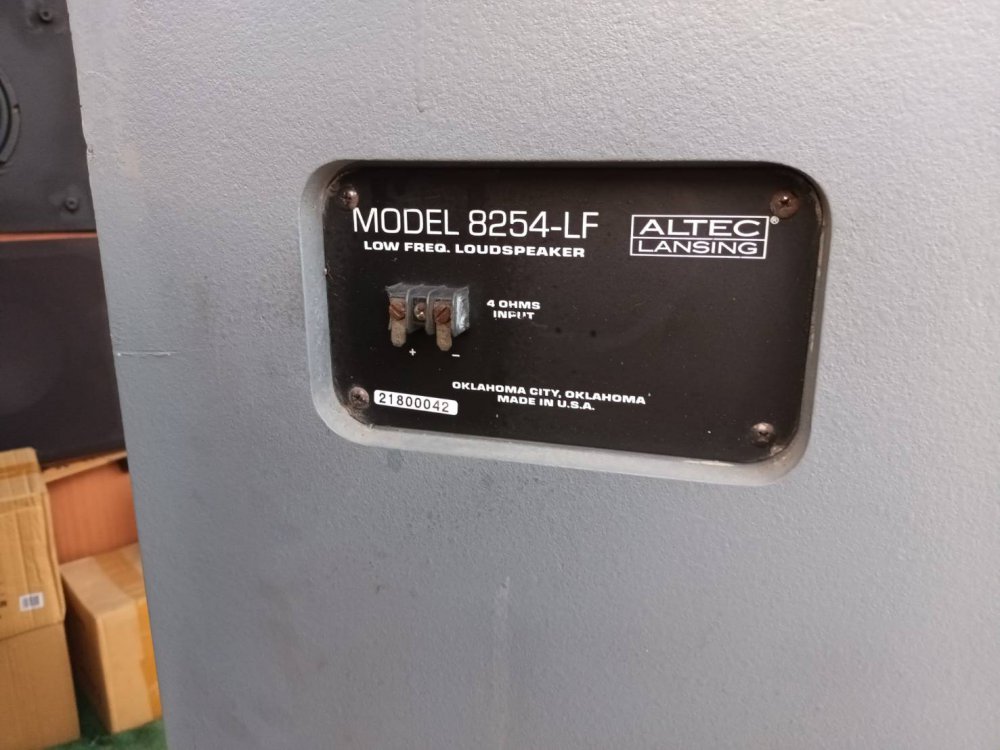 MODEL 8254-LF
LOW FREQ. LOUDSPEAKER
ALTEC®
LANSING
4 OHMS
INPUT
+ –
OKLAHOMA CITY, OKLAHOMA
MADE IN U.S.A.
21800042